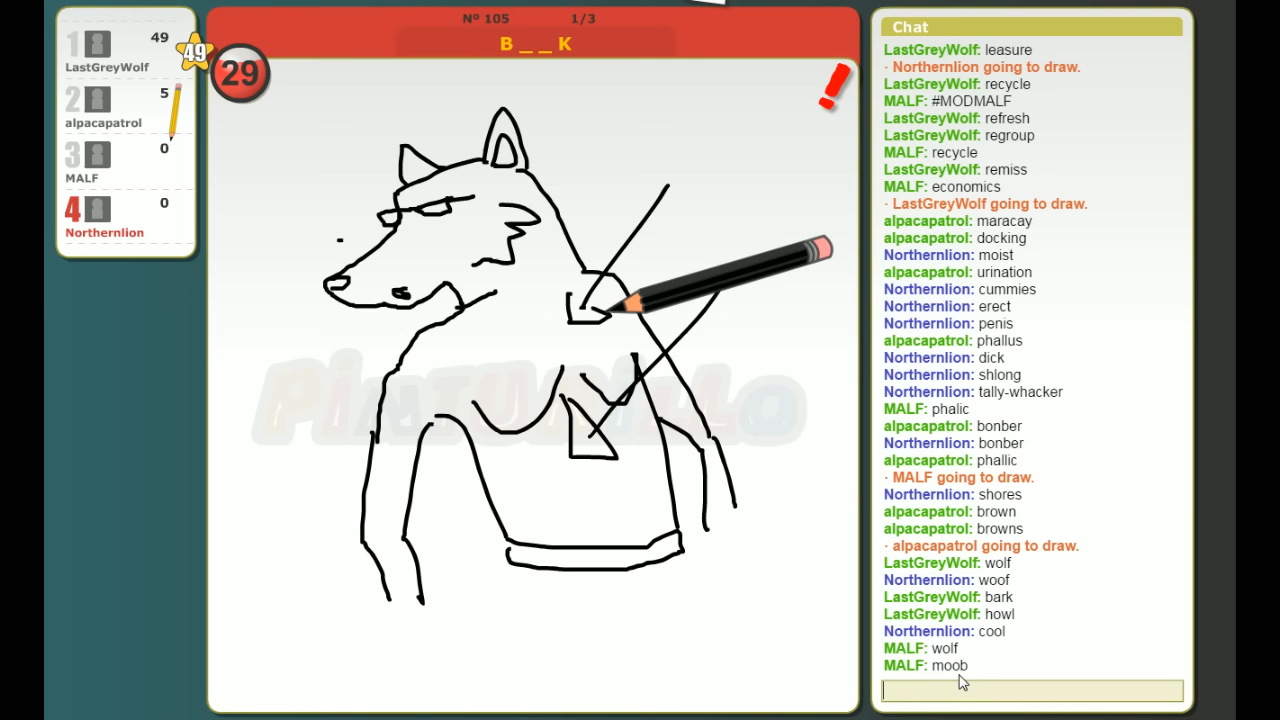 1
49
LastGreyWolf
2
5
alpacapatrol
3
0
MALF
4
0
Northernlion
49
29
Nº 105
1/3
B _ _ K
PINTURILLO
Chat
LastGreyWolf: leasure
· Northernlion going to draw.
LastGreyWolf: recycle
MALF: #MODMALF
LastGreyWolf: refresh
LastGreyWolf: regroup
MALF: recycle
LastGreyWolf: remiss
MALF: economics
· LastGreyWolf going to draw.
alpacapatrol: maracay
alpacapatrol: docking
Northernlion: moist
alpacapatrol: urination
Northernlion: cummies
Northernlion: erect
Northernlion: penis
alpacapatrol: phallus
Northernlion: dick
Northernlion: shlong
Northernlion: tally-whacker
MALF: phalic
alpacapatrol: bonber
Northernlion: bonber
alpacapatrol: phallic
· MALF going to draw.
Northernlion: shores
alpacapatrol: brown
alpacapatrol: browns
· alpacapatrol going to draw.
LastGreyWolf: wolf
Northernlion: woof
LastGreyWolf: bark
LastGreyWolf: howl
Northernlion: cool
MALF: wolf
MALF: moob